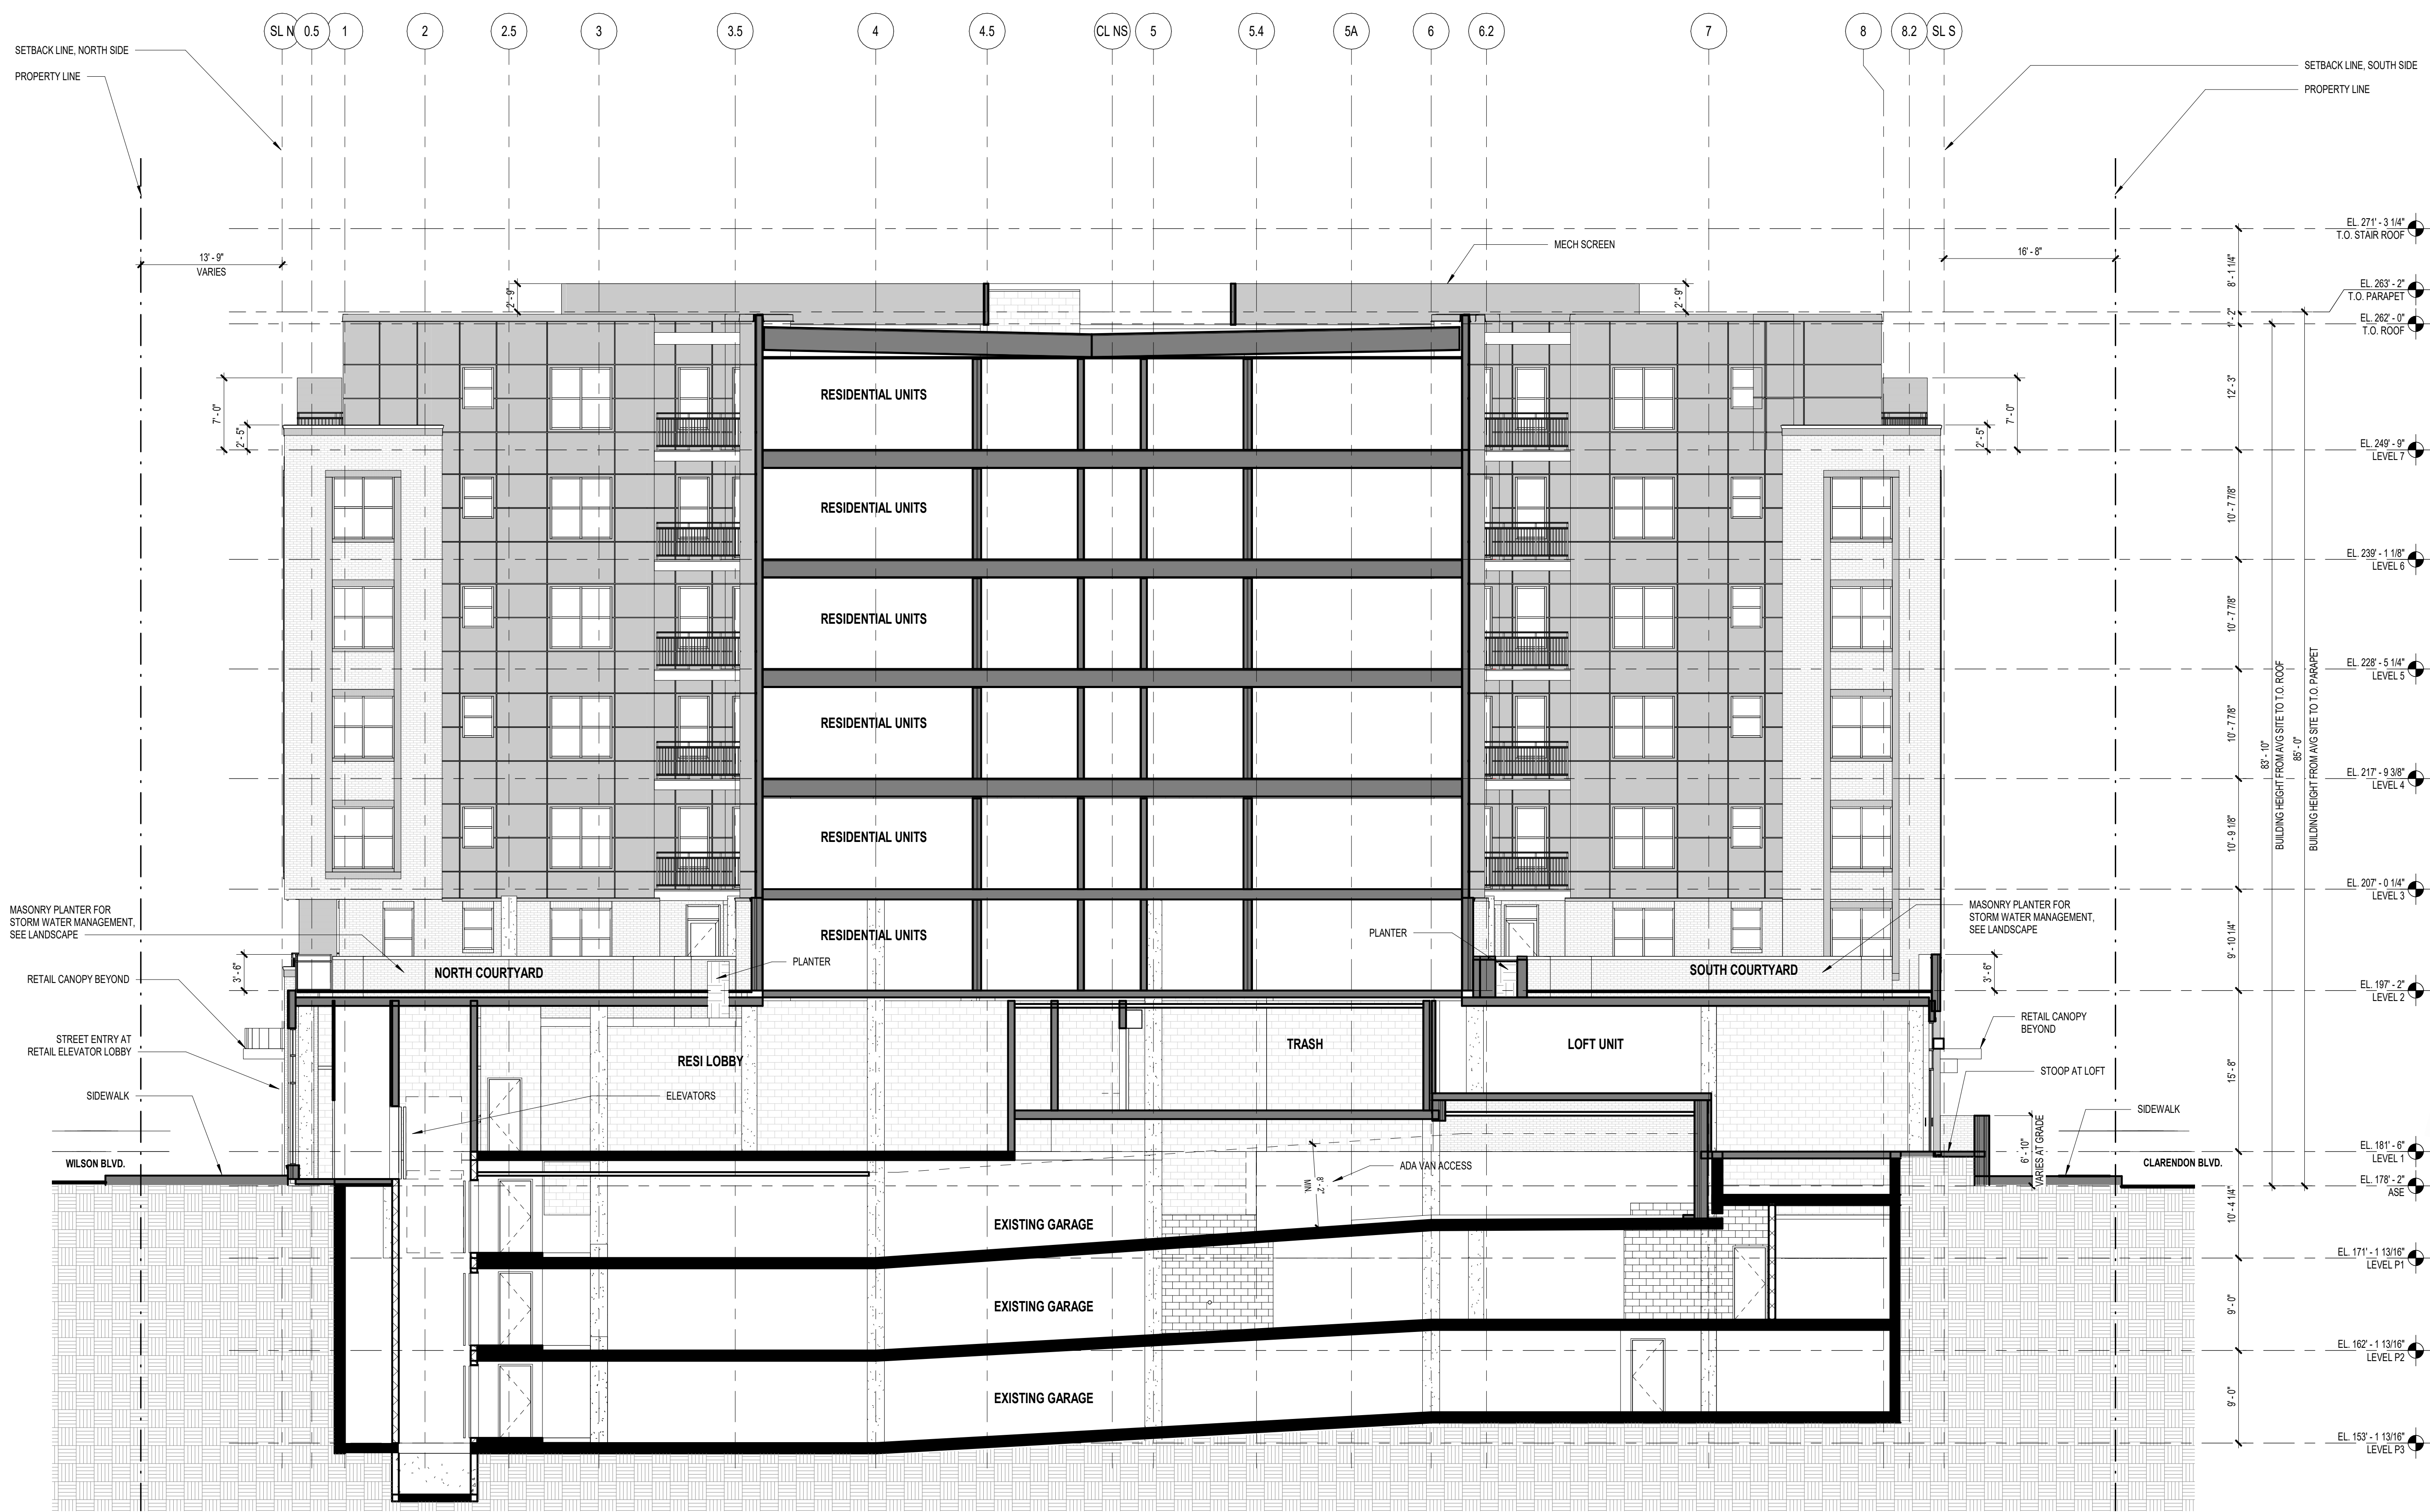 SL N
0.5
1
2
2.5
3
3.5
4
4.5
CL NS
5
5.4
5A
6
6.2
7
8
8.2
SL S
SETBACK LINE, NORTH SIDE
PROPERTY LINE
SETBACK LINE, SOUTH SIDE
PROPERTY LINE
13' - 9"
VARIES
MECH SCREEN
16' - 8"
2' - 9"
2' - 9"
EL. 271' - 3 1/4"
T.O. STAIR ROOF
8' - 1 1/4"
EL. 263' - 2"
T.O. PARAPET
1' - 2"
EL. 262' - 0"
T.O. ROOF
12' - 3"
7' - 0"
2' - 5"
RESIDENTIAL UNITS
7' - 0"
2' - 5"
EL. 249' - 9"
LEVEL 7
RESIDENTIAL UNITS
10' - 7 7/8"
EL. 239' - 1 1/8"
LEVEL 6
RESIDENTIAL UNITS
10' - 7 7/8"
EL. 228' - 5 1/4"
LEVEL 5
RESIDENTIAL UNITS
10' - 7 7/8"
83' - 10"
BUILDING HEIGHT FROM AVG SITE TO T.O. ROOF
85' - 0"
BUILDING HEIGHT FROM AVG SITE TO T.O. PARAPET
EL. 217' - 9 3/8"
LEVEL 4
RESIDENTIAL UNITS
10' - 9 1/8"
EL. 207' - 0 1/4"
LEVEL 3
MASONRY PLANTER FOR
STORM WATER MANAGEMENT,
SEE LANDSCAPE
RESIDENTIAL UNITS
PLANTER
MASONRY PLANTER FOR
STORM WATER MANAGEMENT,
SEE LANDSCAPE
9' - 10 1/4"
RETAIL CANOPY BEYOND
3' - 6"
NORTH COURTYARD
PLANTER
SOUTH COURTYARD
3' - 6"
EL. 197' - 2"
LEVEL 2
STREET ENTRY AT
RETAIL ELEVATOR LOBBY
RESI LOBBY
TRASH
LOFT UNIT
RETAIL CANOPY
BEYOND
15' - 8"
SIDEWALK
ELEVATORS
STOOP AT LOFT
SIDEWALK
6' - 10"
VARIES AT GRADE
WILSON BLVD.
ADA VAN ACCESS
8' - 2"
MIN.
CLARENDON BLVD.
EL. 181' - 6"
LEVEL 1
EL. 178' - 2"
ASE
10' - 4 1/4"
EXISTING GARAGE
EL. 171' - 1 13/16"
LEVEL P1
EXISTING GARAGE
9' - 0"
EL. 162' - 1 13/16"
LEVEL P2
EXISTING GARAGE
9' - 0"
EL. 153' - 1 13/16"
LEVEL P3